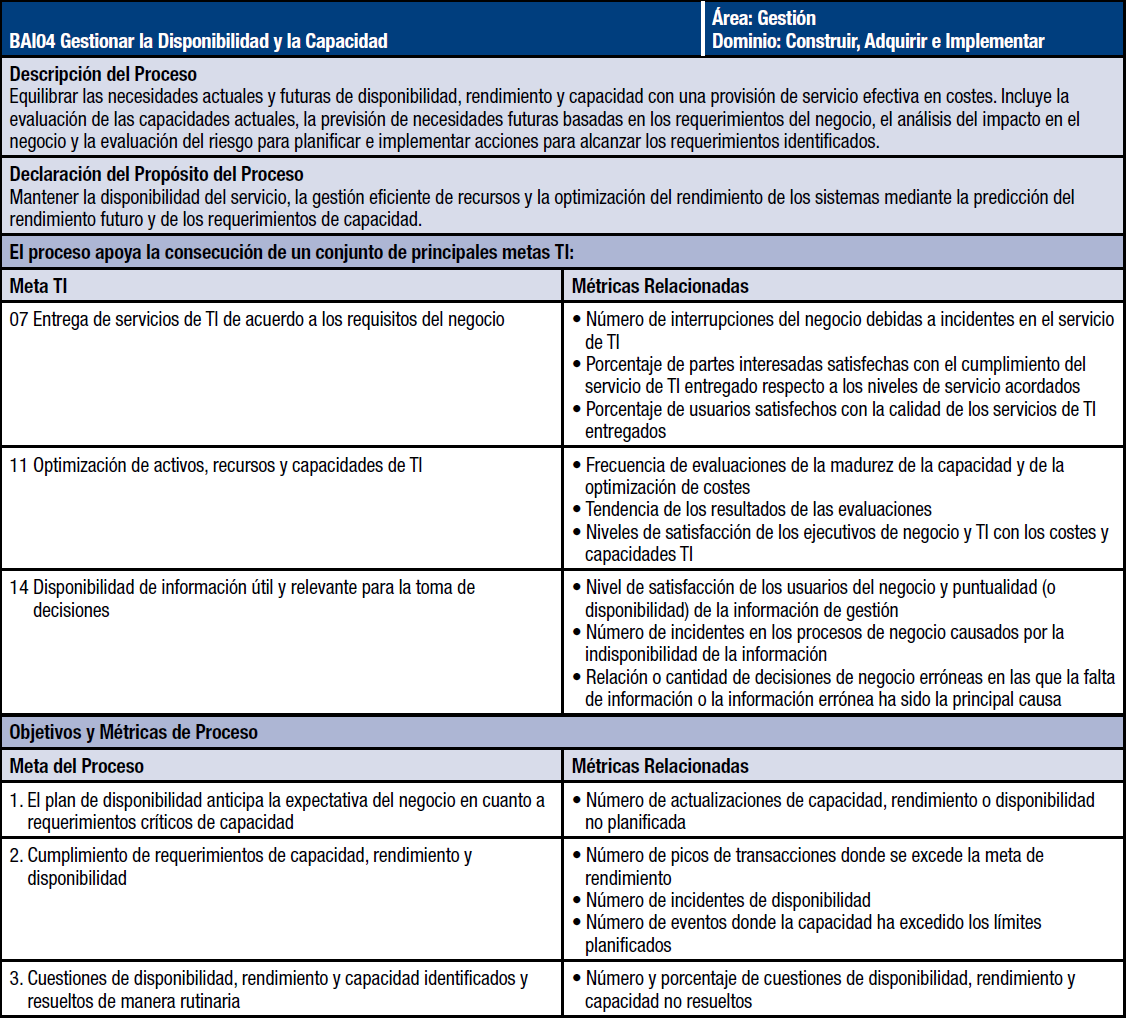 BAI04 Gestionar la Disponibilidad y la Capacidad
Área: Gestión
Dominio: Construir, Adquirir e Implementar
Descripción del Proceso
Equilibrar las necesidades actuales y futuras de disponibilidad, rendimiento y capacidad con una provisión de servicio efectiva en costes. Incluye la
evaluación de las capacidades actuales, la previsión de necesidades futuras basadas en los requerimientos del negocio, el análisis del impacto en el
negocio y la evaluación del riesgo para planificar e implementar acciones para alcanzar los requerimientos identificados.
Declaración del Propósito del Proceso
Mantener la disponibilidad del servicio, la gestión eficiente de recursos y la optimización del rendimiento de los sistemas mediante la predicción del
rendimiento futuro y de los requerimientos de capacidad.
El proceso apoya la consecución de un conjunto de principales metas TI:
Meta TI
Métricas Relacionadas
07 Entrega de servicios de TI de acuerdo a los requisitos del negocio
• Número de interrupciones del negocio debidas a incidentes en el servicio
de TI
• Porcentaje de partes interesadas satisfechas con el cumplimiento del
servicio de TI entregado respecto a los niveles de servicio acordados
• Porcentaje de usuarios satisfechos con la calidad de los servicios de TI
entregados
11 Optimización de activos, recursos y capacidades de TI
• Frecuencia de evaluaciones de la madurez de la capacidad y de la
optimización de costes
• Tendencia de los resultados de las evaluaciones
• Niveles de satisfacción de los ejecutivos de negocio y TI con los costes y
capacidades TI
14 Disponibilidad de información útil y relevante para la toma de
decisiones
• Nivel de satisfacción de los usuarios del negocio y puntualidad (o
disponibilidad) de la información de gestión
• Número de incidentes en los procesos de negocio causados por la
indisponibilidad de la información
• Relación o cantidad de decisiones de negocio erróneas en las que la falta
de información o la información errónea ha sido la principal causa
Objetivos y Métricas de Proceso
Meta del Proceso
Métricas Relacionadas
1. El plan de disponibilidad anticipa la expectativa del negocio en cuanto a
requerimientos críticos de capacidad
• Número de actualizaciones de capacidad, rendimiento o disponibilidad
no planificada
2. Cumplimiento de requerimientos de capacidad, rendimiento y
disponibilidad
• Número de picos de transacciones donde se excede la meta de
rendimiento
• Número de incidentes de disponibilidad
• Número de eventos donde la capacidad ha excedido los límites
planificados
3. Cuestiones de disponibilidad, rendimiento y capacidad identificados y
resueltos de manera rutinaria
• Número y porcentaje de cuestiones de disponibilidad, rendimiento y
capacidad no resueltos